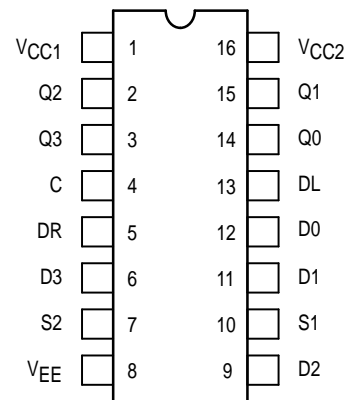 VCC1 1 16 VCC2
Q2 2 15 Q1
Q3 3 14 Q0
C 4 13 DL
DR 5 12 D0
D3 6 11 D1
S2 7 10 S1
VEE 8 9 D2